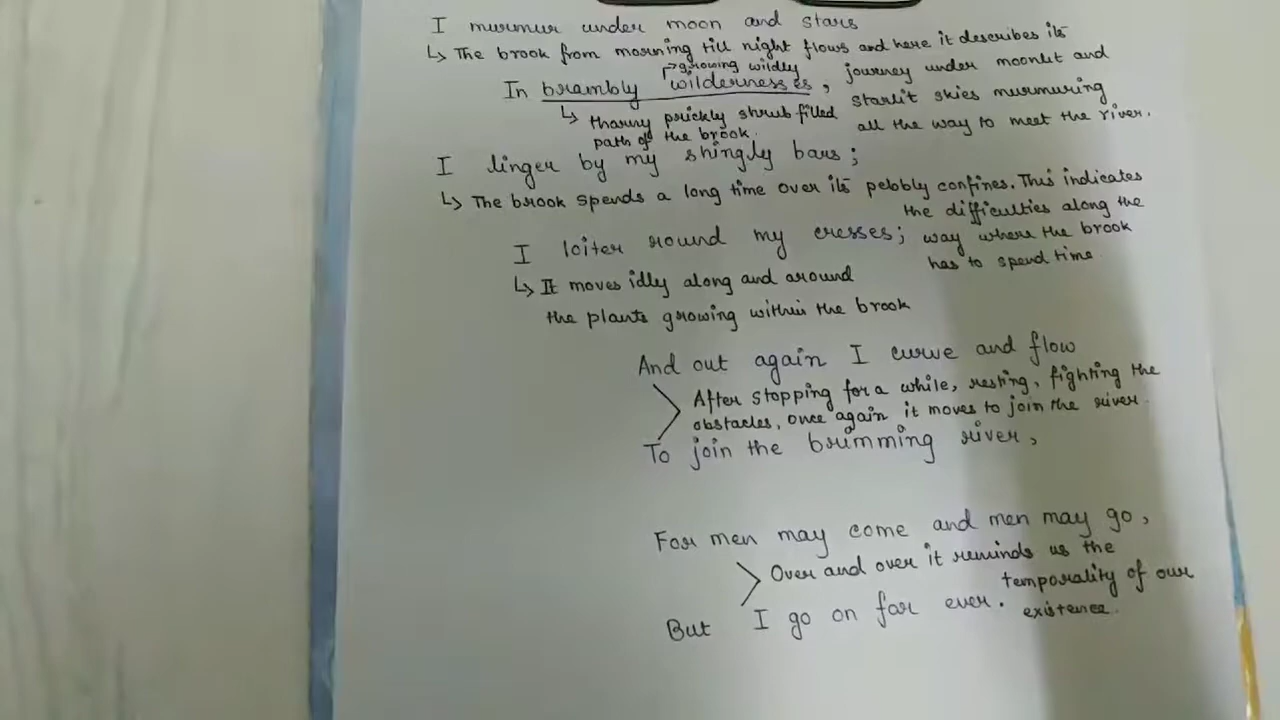 I murmur under moon and stars
↳ The brook from morning till night flows and here it describes its
journey under moonlit and
starlit skies murmuring
all the way to meet the river.
→ growing wildly
In brambly wildernesses,
↳ thorny prickly shrub filled
path of the brook.
I linger by my shingly bars;
↳ The brook spends a long time over its pebbly confines. This indicates
the difficulties along the
way where the brook
has to spend time.
I loiter round my cresses;
↳ It moves idly along and around
the plants growing within the brook
And out again I curve and flow
After stopping for a while, resting, fighting the
obstacles, once again it moves to join the river.
To join the brimming river,
For men may come and men may go,
Over and over it reminds us the
temporality of our
existence.
But I go on for ever.